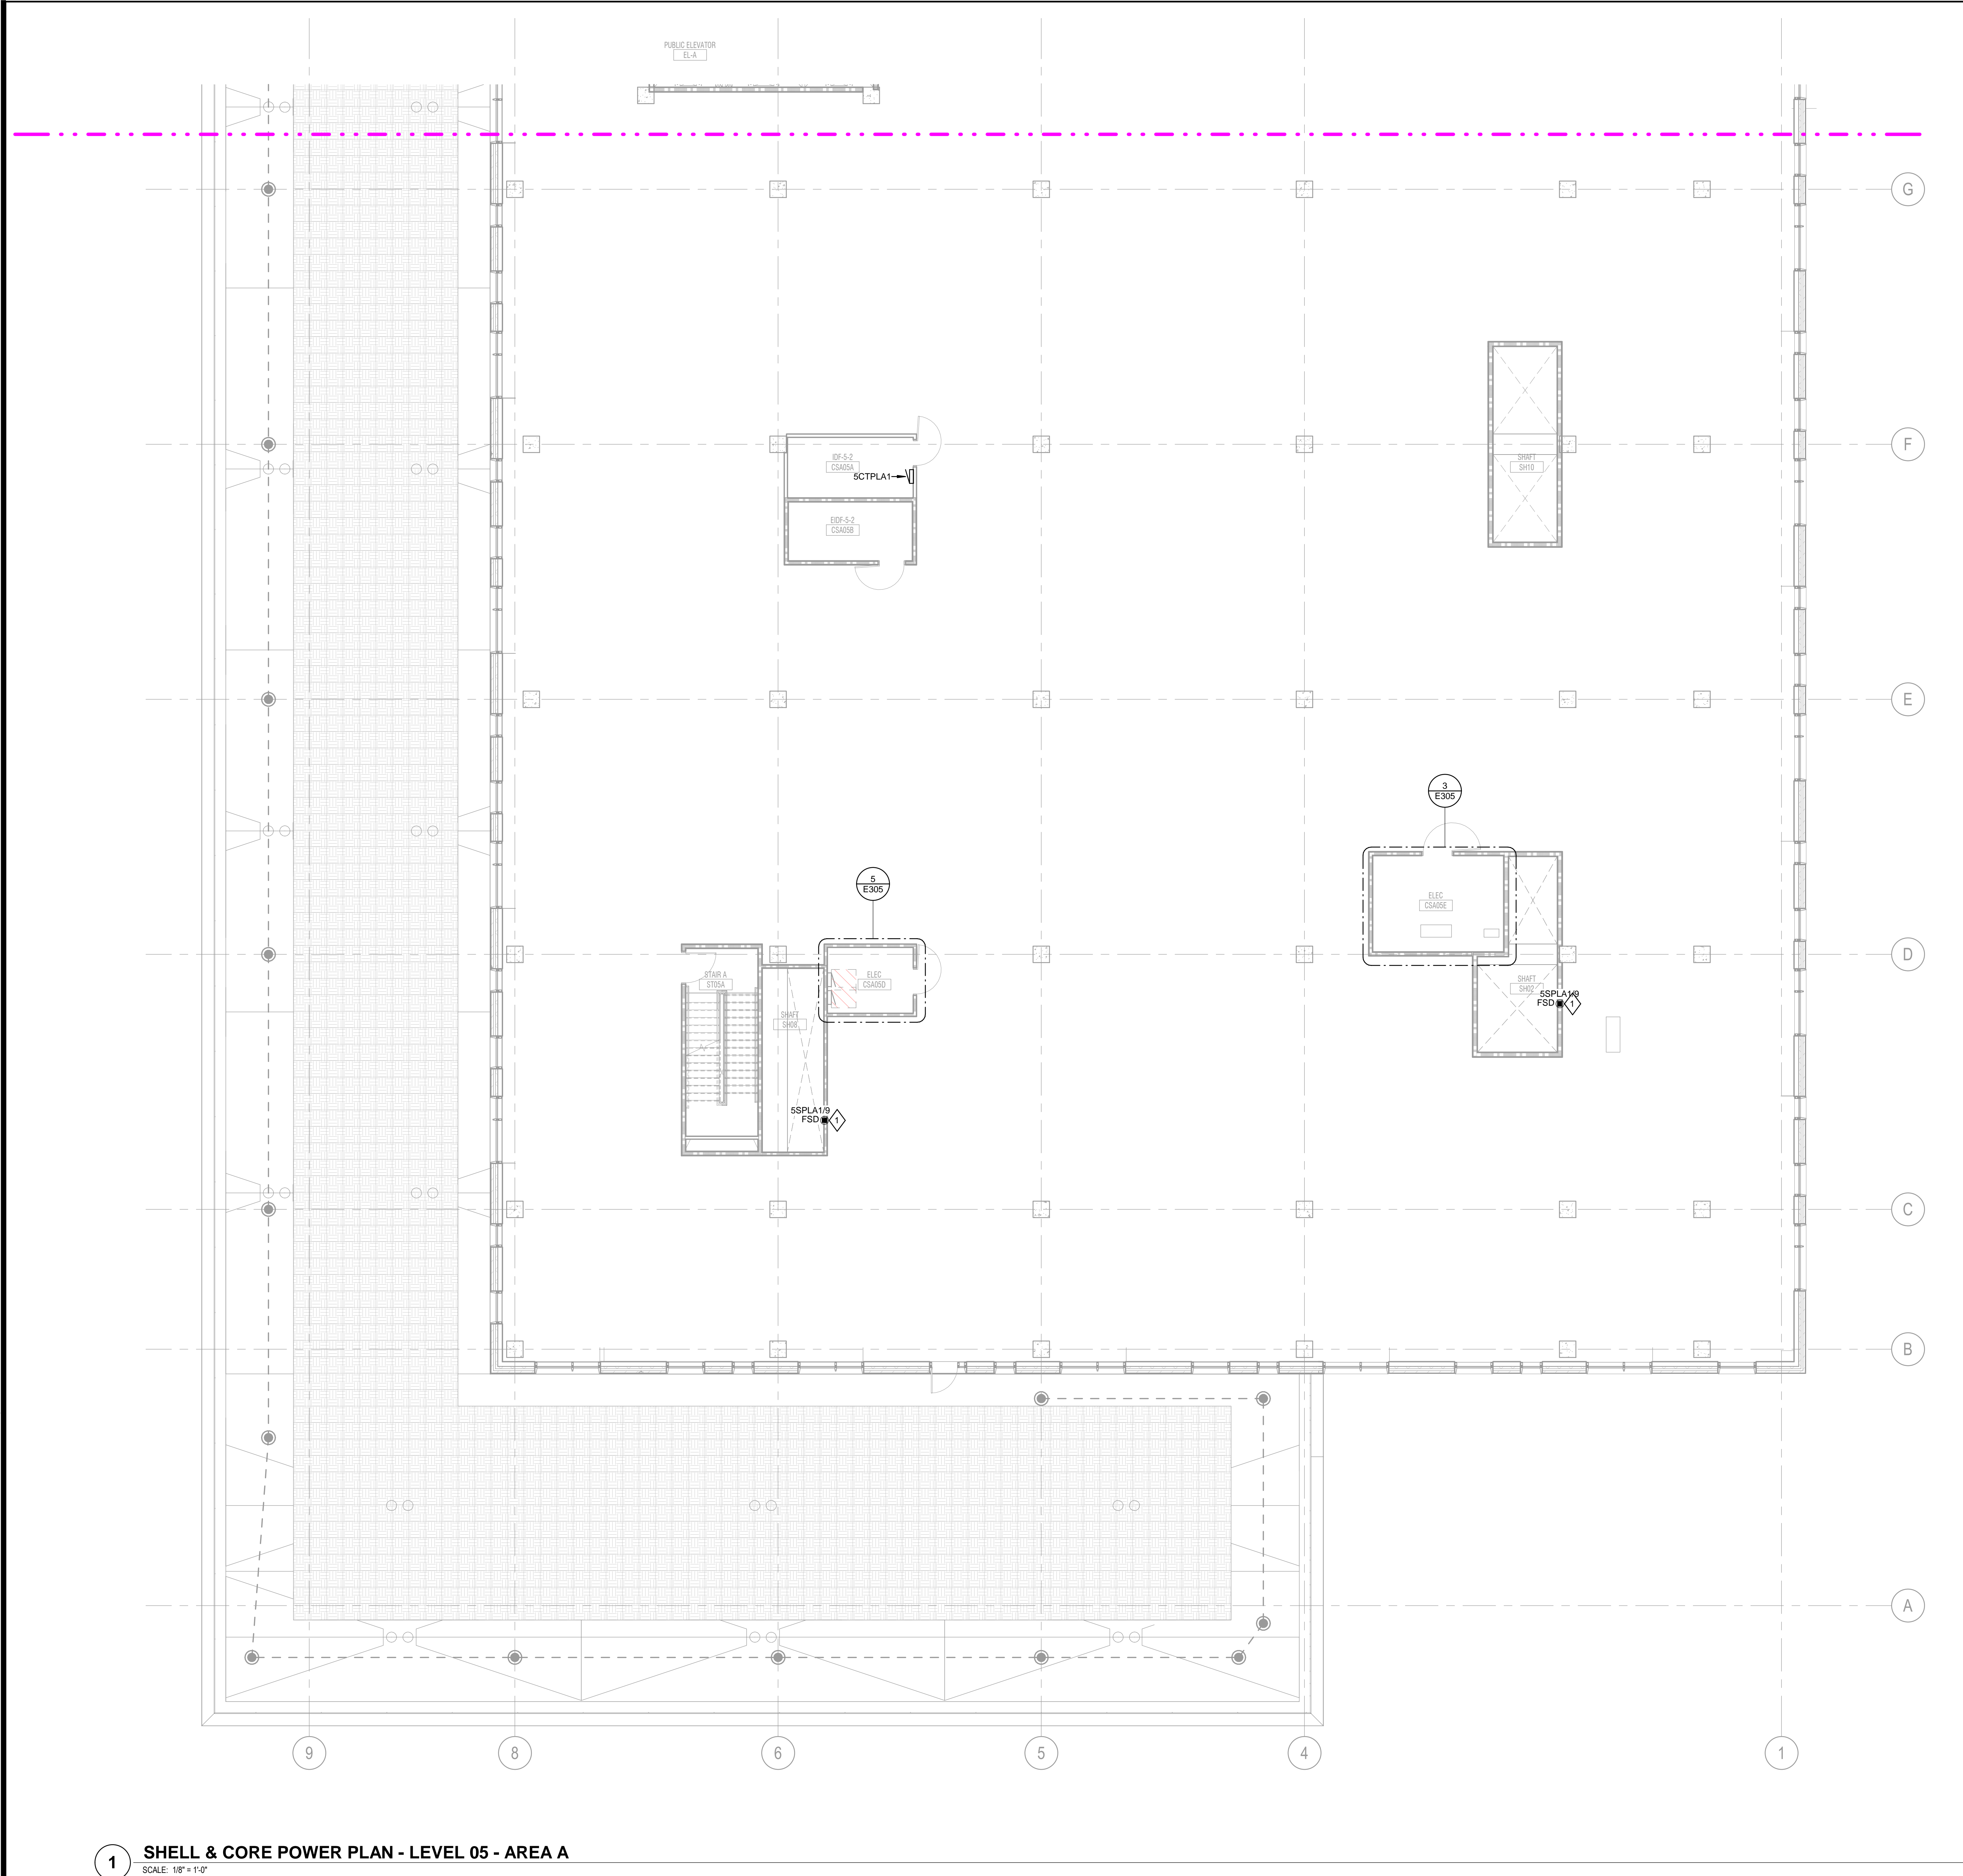 PUBLIC ELEVATOR
EL-A
G
IDF-5-2
CSA05A
5CTPLA1
SHAFT
SH10
F
EIDF-5-2
CSA05B
E
3
E305
5
E305
ELEC
CSA05E
D
STAIR A
ST05A
ELEC
CSA05D
SHAFT
SH02
5SPLA1/9
FSD
1
SHAFT
SH08
5SPLA1/9
FSD
1
C
B
A
9
8
6
5
4
1
1
SHELL & CORE POWER PLAN - LEVEL 05 - AREA A
SCALE: 1/8" = 1'-0"